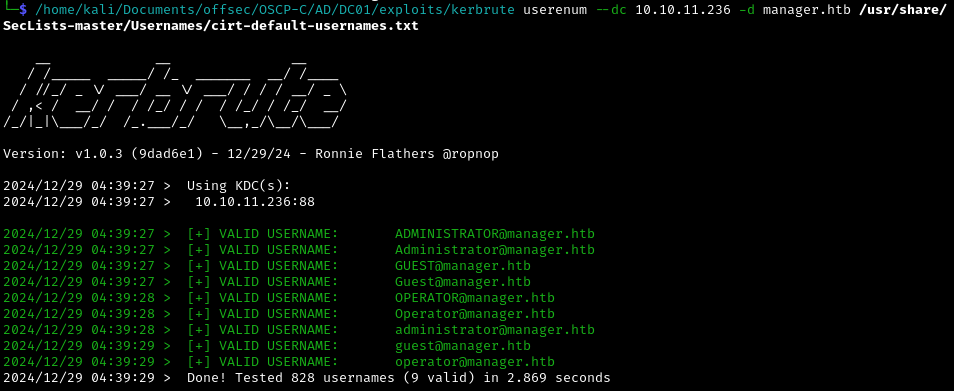 └─$ /home/kali/Documents/offsec/OSCP-C/AD/DC01/exploits/kerbrute userenum --dc 10.10.11.236 -d manager.htb /usr/share/
SecLists-master/Usernames/cirt-default-usernames.txt
kerbrute
Version: v1.0.3 (9dad6e1) - 12/29/24 - Ronnie Flathers @ropnop
2024/12/29 04:39:27 >  Using KDC(s):
2024/12/29 04:39:27 >   10.10.11.236:88
2024/12/29 04:39:27 >  [+] VALID USERNAME:       ADMINISTRATOR@manager.htb
2024/12/29 04:39:27 >  [+] VALID USERNAME:       Administrator@manager.htb
2024/12/29 04:39:27 >  [+] VALID USERNAME:       GUEST@manager.htb
2024/12/29 04:39:27 >  [+] VALID USERNAME:       Guest@manager.htb
2024/12/29 04:39:28 >  [+] VALID USERNAME:       OPERATOR@manager.htb
2024/12/29 04:39:28 >  [+] VALID USERNAME:       Operator@manager.htb
2024/12/29 04:39:28 >  [+] VALID USERNAME:       administrator@manager.htb
2024/12/29 04:39:29 >  [+] VALID USERNAME:       guest@manager.htb
2024/12/29 04:39:29 >  [+] VALID USERNAME:       operator@manager.htb
2024/12/29 04:39:29 >  Done! Tested 828 usernames (9 valid) in 2.869 seconds